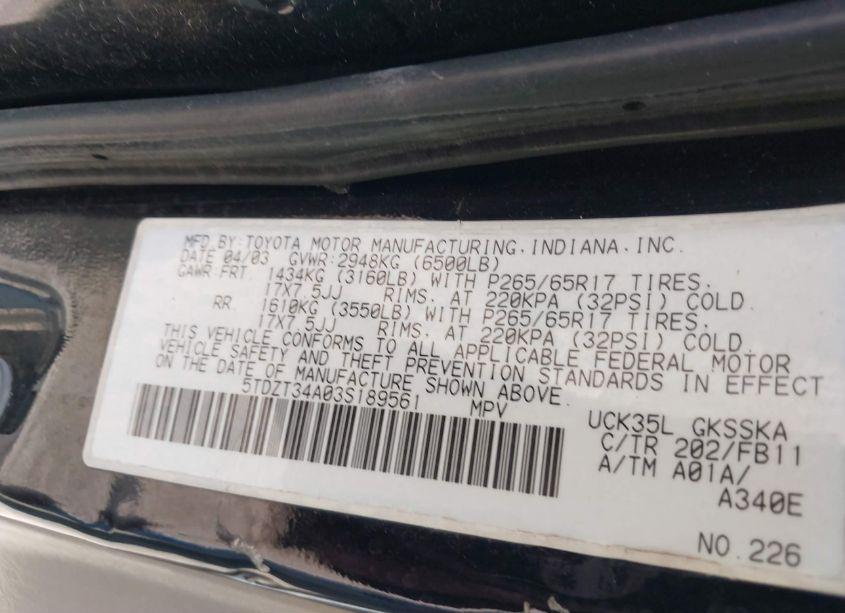 MFD.BY:TOYOTA MOTOR MANUFACTURING.INDIANA.INC.
DATE 04/03 GVWR:2948KG (6500LB)
GAWR:FRT. 1434KG (3160LB) WITH P265/65R17 TIRES.
17X7.5JJ RIMS. AT 220KPA (32PSI) COLD.
RR. 1610KG (3550LB) WITH P265/65R17 TIRES.
17X7.5JJ RIMS. AT 220KPA (32PSI) COLD.
THIS VEHICLE CONFORMS TO ALL APPLICABLE FEDERAL MOTOR
VEHICLE SAFETY AND THEFT PREVENTION STANDARDS IN EFFECT
ON THE DATE OF MANUFACTURE SHOWN ABOVE.
5TDZT34A03S189561 MPV
UCK35L GKSSKA
C/TR 202/FB11
A/TM A01A/
A340E
NO.226